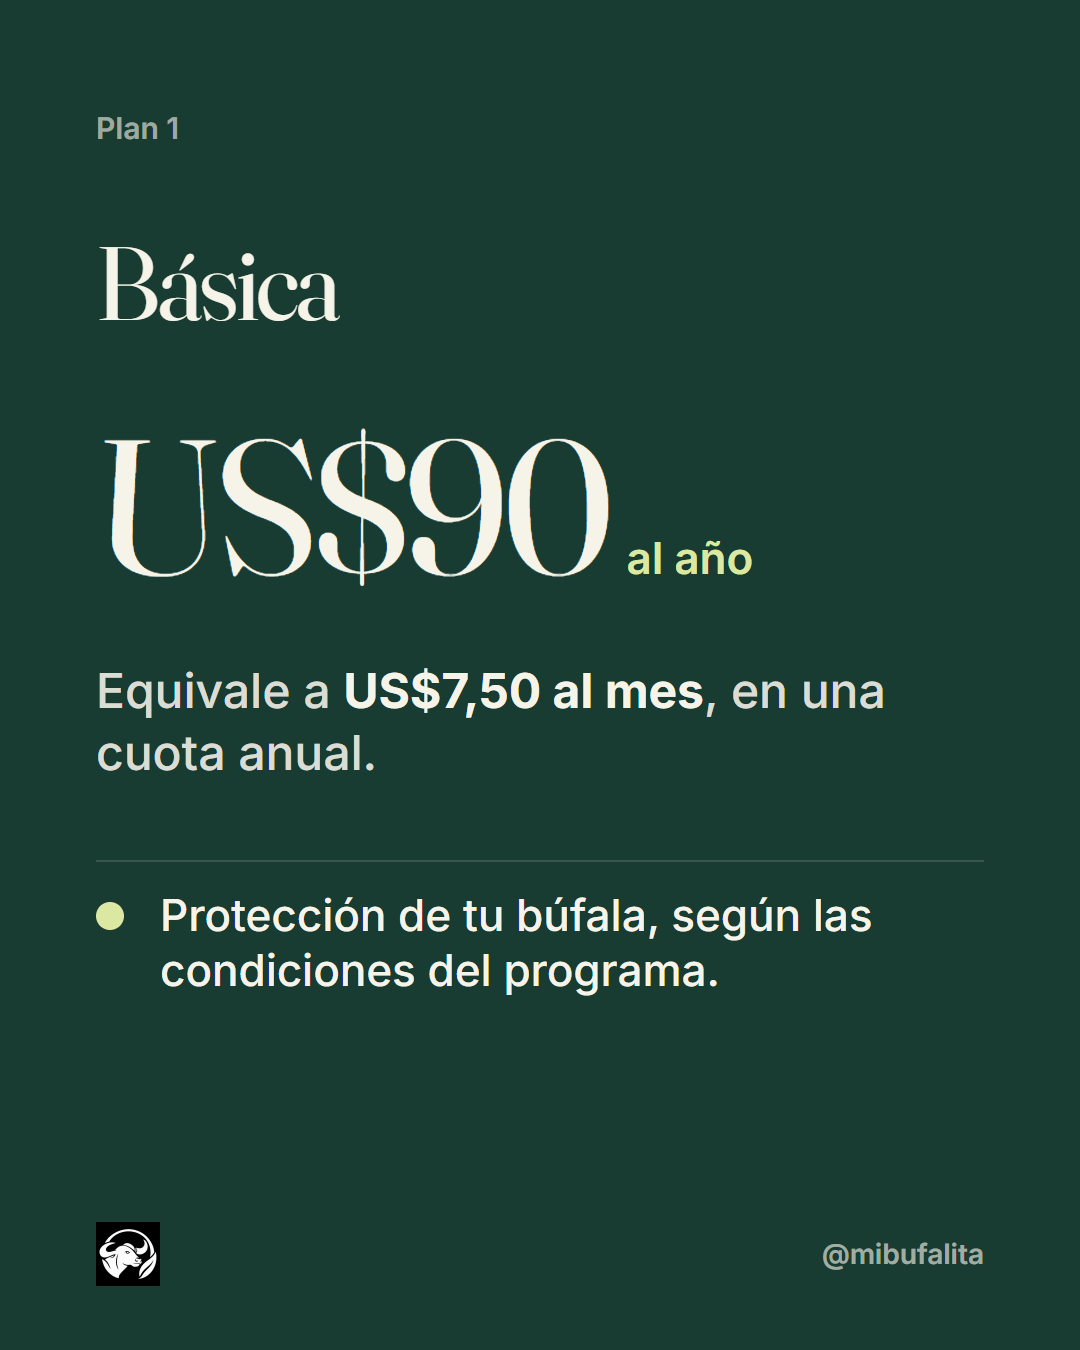 Plan 1
Básica
US$90 al año
Equivale a US$7,50 al mes, en una
cuota anual.
Protección de tu búfala, según las
condiciones del programa.
@mibufalita